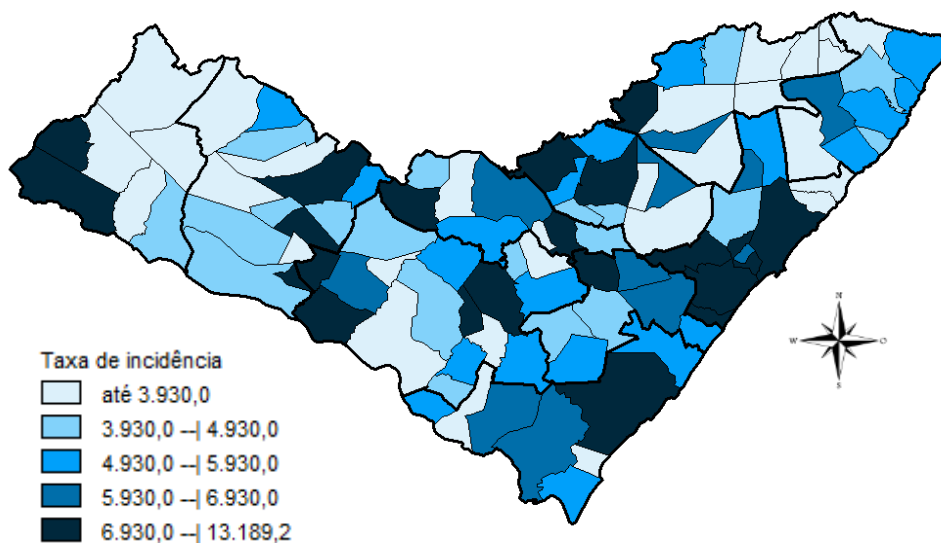 Taxa de incidência
até 3.930,0
3.930,0 --| 4.930,0
4.930,0 --| 5.930,0
5.930,0 --| 6.930,0
6.930,0 --| 13.189,2
N
W
O
S